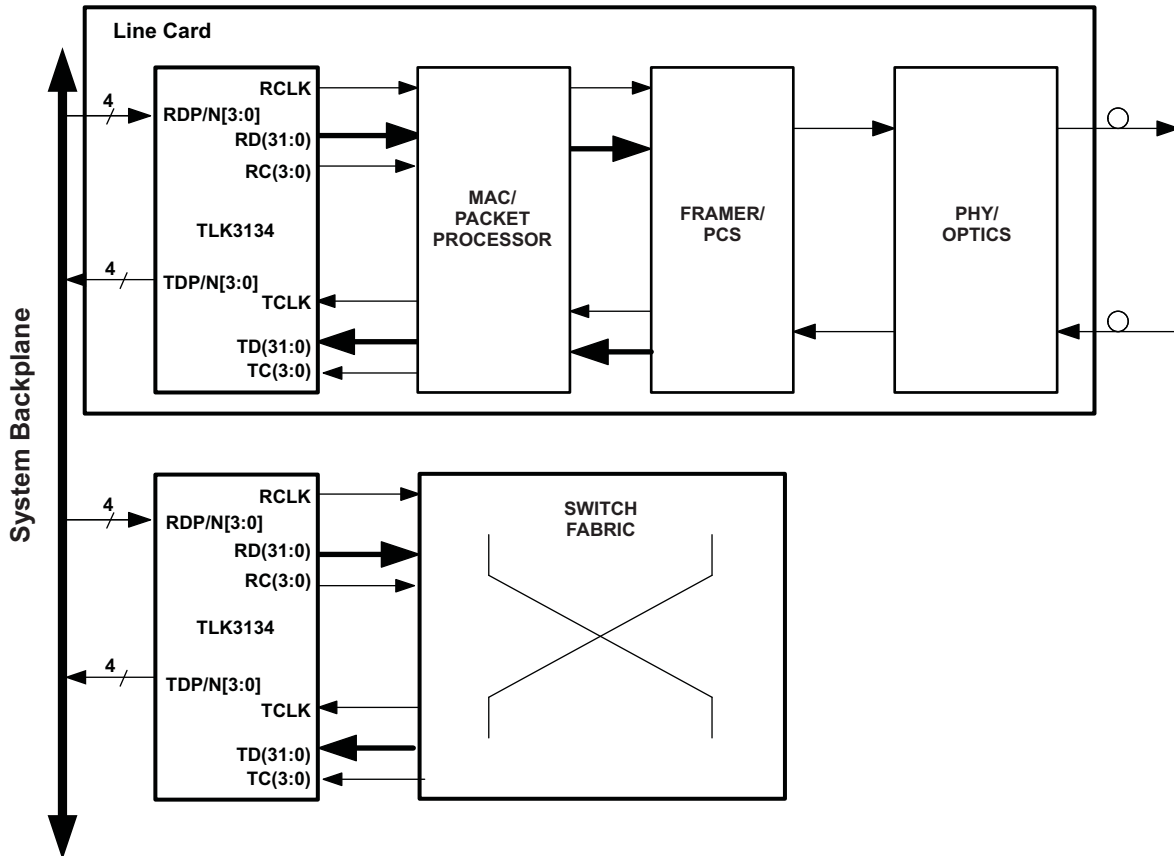 Line Card
System Backplane
4
RCLK
RDP/N[3:0]
RD(31:0)
RC(3:0)
TLK3134
4
TDP/N[3:0]
TCLK
TD(31:0)
TC(3:0)
MAC/
PACKET
PROCESSOR
FRAMER/
PCS
PHY/
OPTICS
4
RCLK
RDP/N[3:0]
RD(31:0)
RC(3:0)
TLK3134
4
TDP/N[3:0]
TCLK
TD(31:0)
TC(3:0)
SWITCH
FABRIC